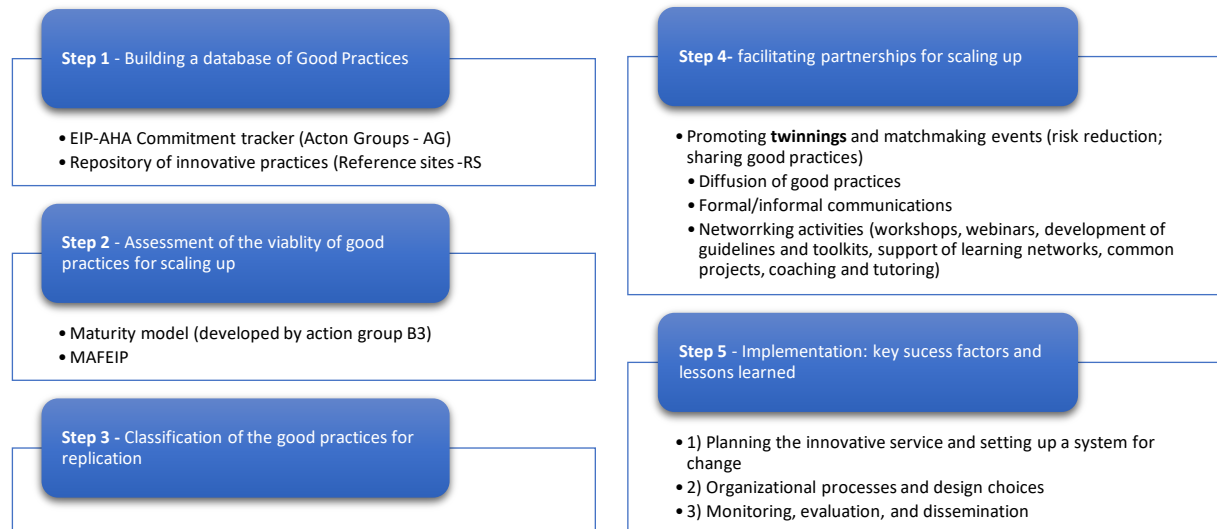 Step 1 - Building a database of Good Practices
• EIP-AHA Commitment tracker (Acton Groups - AG)
• Repository of innovative practices (Reference sites -RS
Step 2 - Assessment of the viablity of good
practices for scaling up
• Maturity model (developed by action group B3)
• MAFEIP
Step 3 - Classification of the good practices for
replication
Step 4- facilitating partnerships for scaling up
• Promoting twinnings and matchmaking events (risk reduction;
sharing good practices)
• Diffusion of good practices
• Formal/informal communications
• Networrking activities (workshops, webinars, development of
guidelines and toolkits, support of learning networks, common
projects, coaching and tutoring)
Step 5 - Implementation: key sucess factors and
lessons learned
• 1) Planning the innovative service and setting up a system for
change
• 2) Organizational processes and design choices
• 3) Monitoring, evaluation, and dissemination